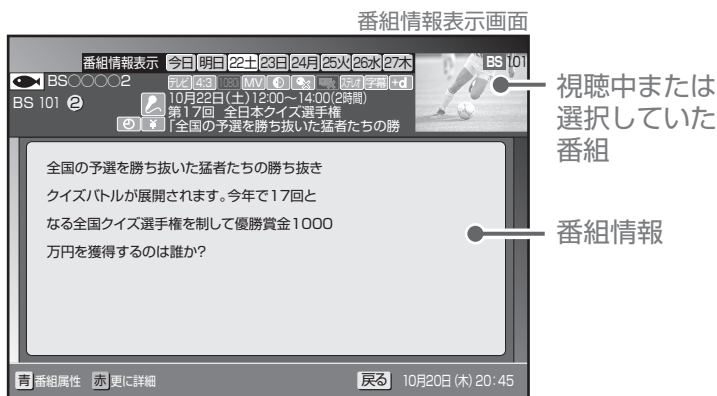 番組情報表示画面
番組情報表示 今日 明日 22土 23日 24月 25火 26水 27木
BS 101
BS○○○○2 テレビ 4:3 1080 MV ステレオ 字幕 +d
BS 101 ②
10月22日(土)12:00～14:00(2時間)
第17回 全日本クイズ選手権
¥ 「全国の予選を勝ち抜いた猛者たちの勝
視聴中または
選択していた
番組
全国の予選を勝ち抜いた猛者たちの勝ち抜き
クイズバトルが展開されます。今年で17回と
なる全国クイズ選手権を制して優勝賞金1000
万円を獲得するのは誰か?
番組情報
青 番組属性 赤 更に詳細 戻る 10月20日(木)20:45